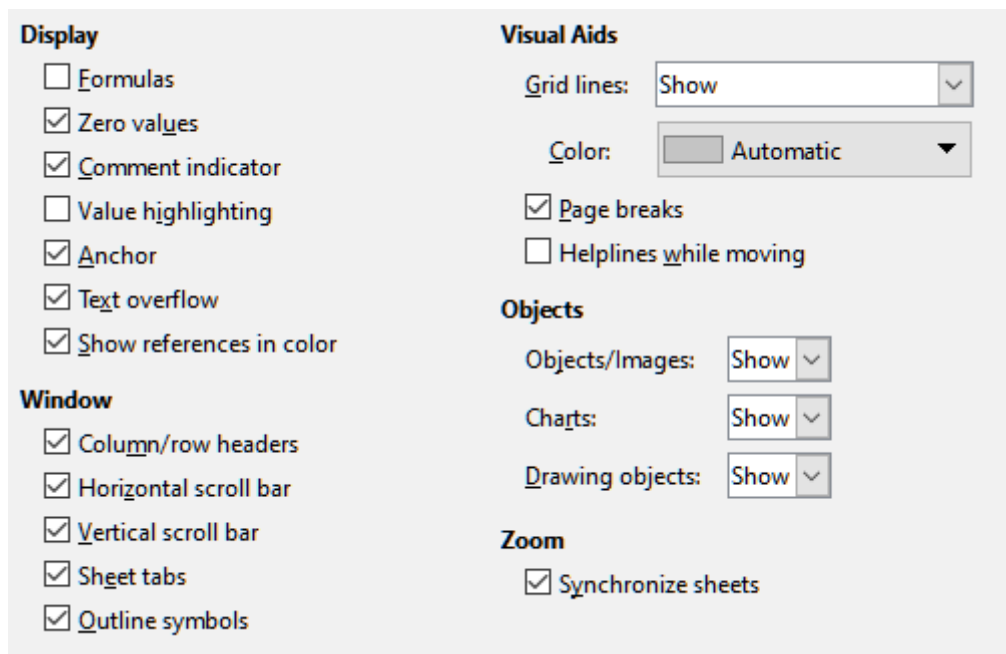 Display
Formulas
Zero values
Comment indicator
Value highlighting
Anchor
Text overflow
Show references in color
Window
Column/row headers
Horizontal scroll bar
Vertical scroll bar
Sheet tabs
Outline symbols
Visual Aids
Grid lines: Show
Color: Automatic
Page breaks
Helplines while moving
Objects
Objects/Images: Show
Charts: Show
Drawing objects: Show
Zoom
Synchronize sheets